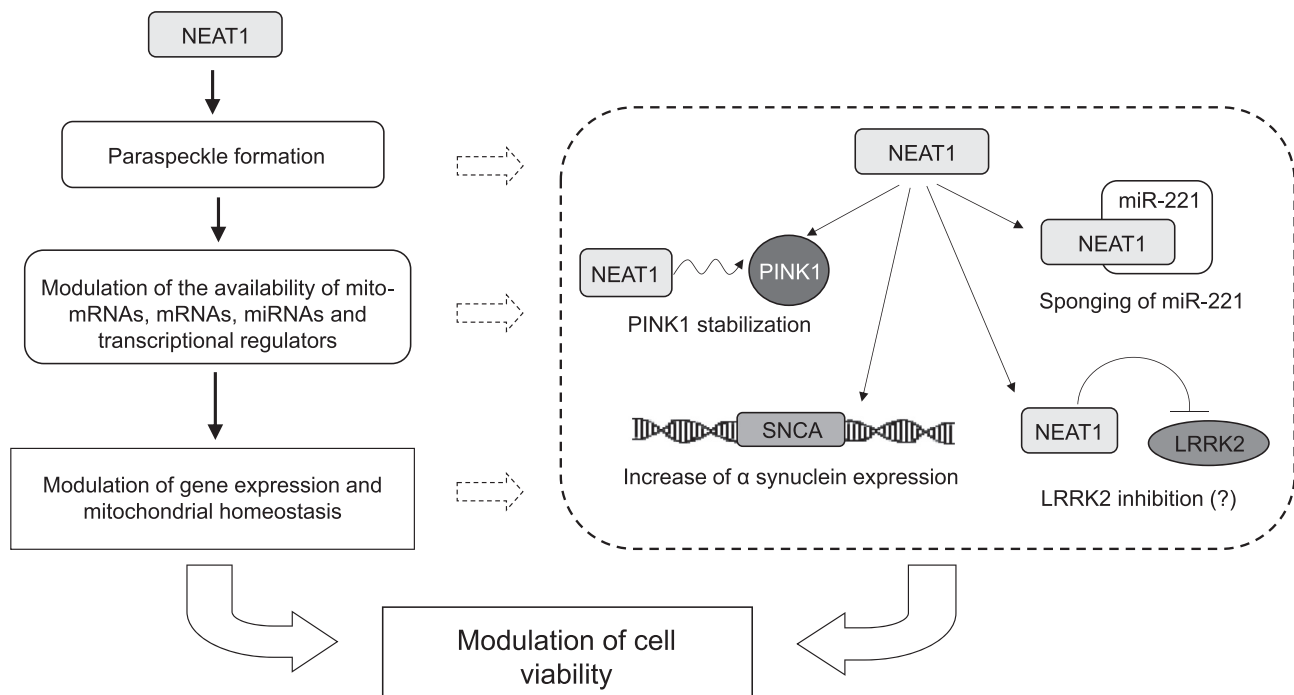 NEAT1
Paraspeckle formation
Modulation of the availability of mito-
mRNAs, mRNAs, miRNAs and
transcriptional regulators
Modulation of gene expression and
mitochondrial homeostasis
NEAT1
NEAT1
PINK1
PINK1 stabilization
miR-221
NEAT1
Sponging of miR-221
SNCA
Increase of α synuclein expression
NEAT1
LRRK2
LRRK2 inhibition (?)
Modulation of cell
viability